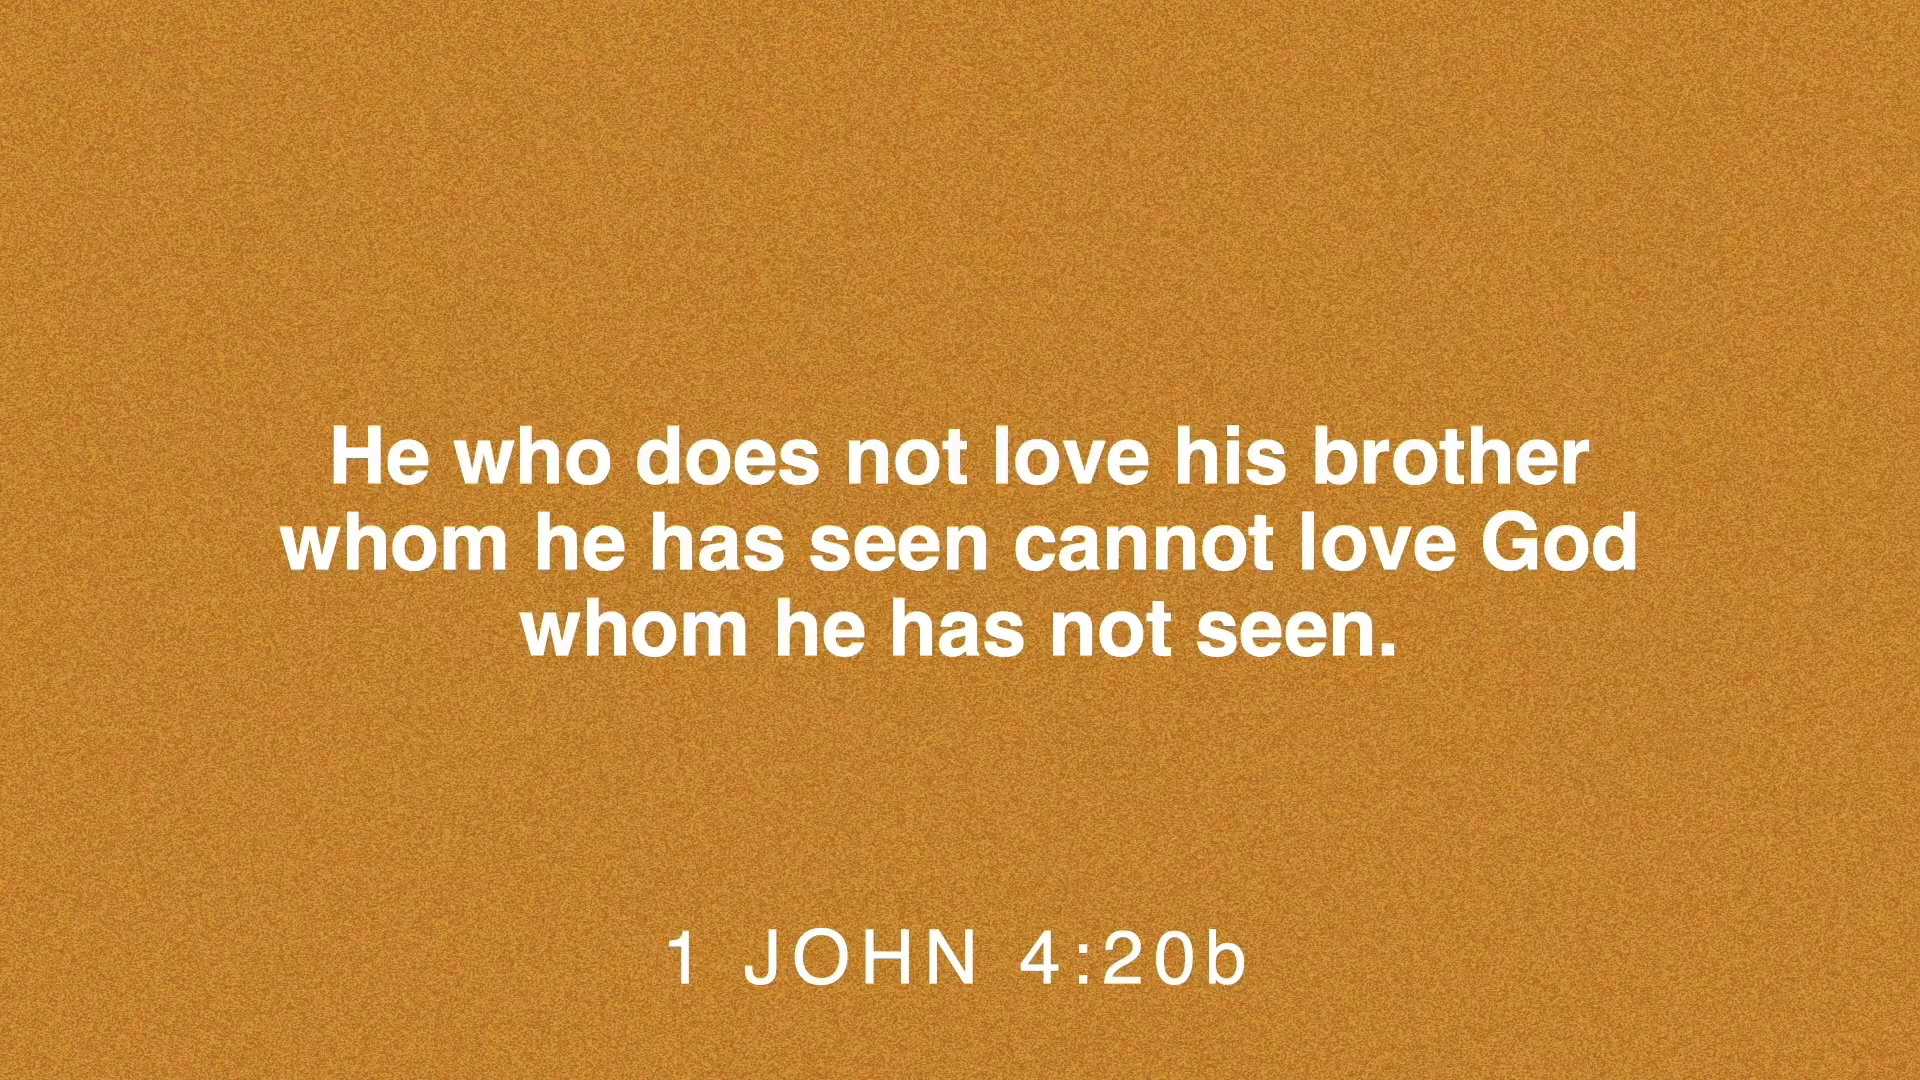 He who does not love his brother
whom he has seen cannot love God
whom he has not seen.
1 JOHN 4:20b